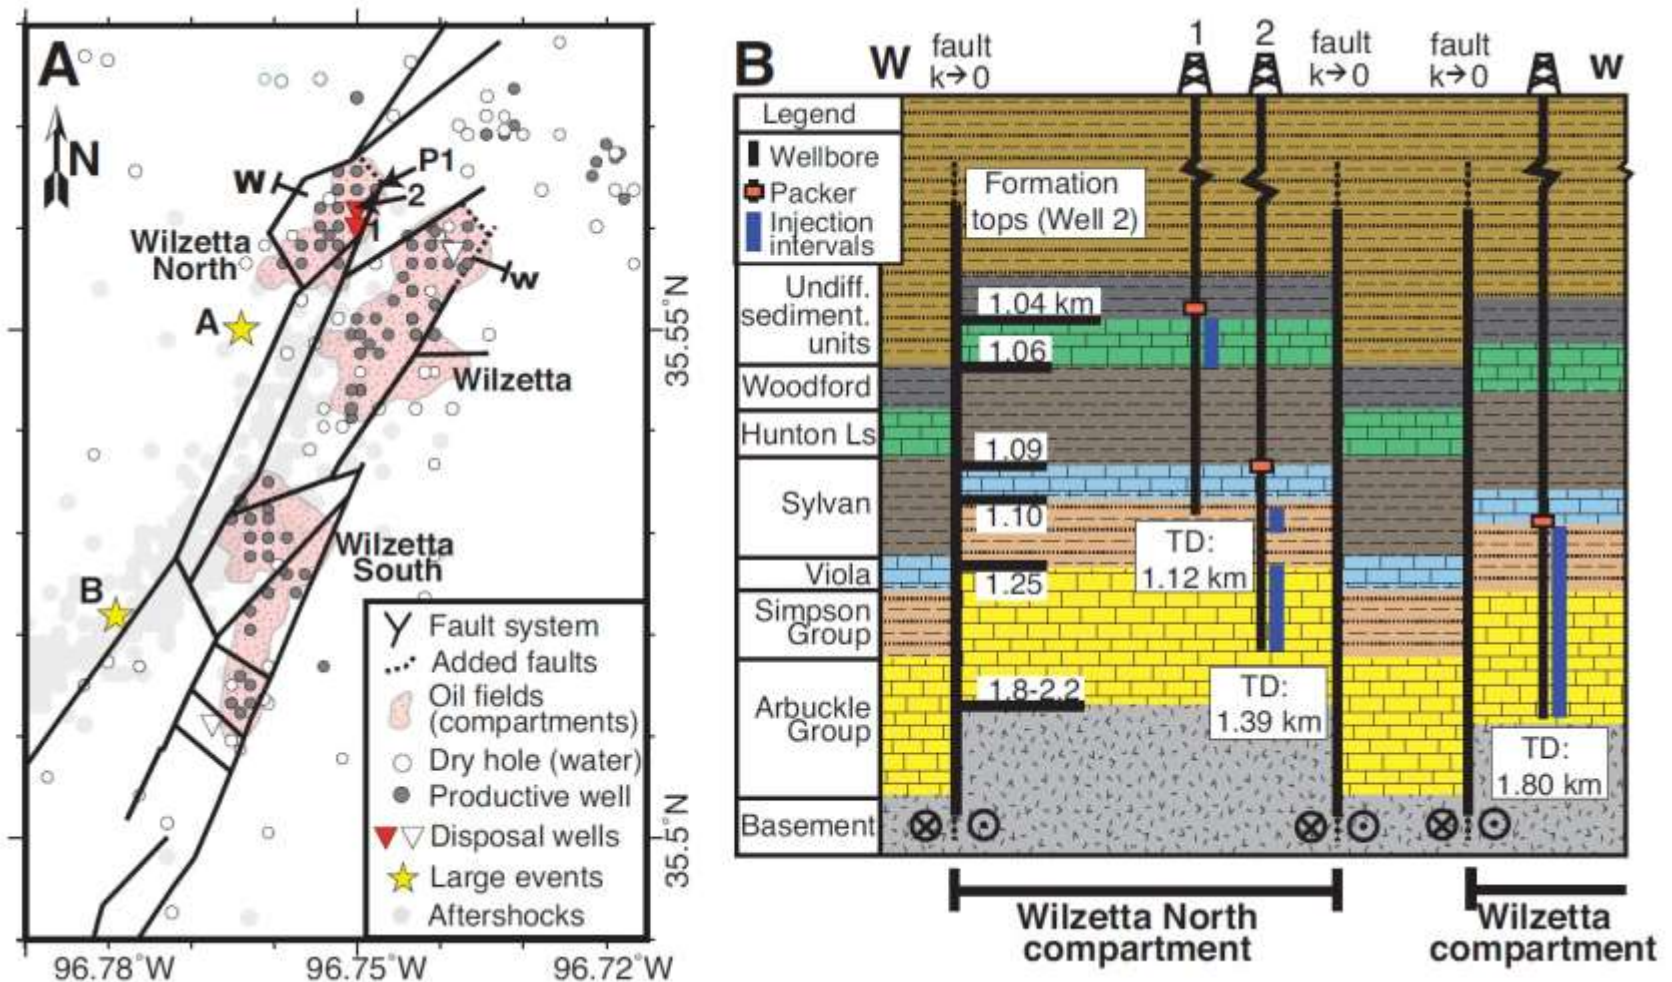 A
N
W
P1
2
1
Wilzetta
North
w
A
Wilzetta
B
Wilzetta
South
Fault system
Added faults
Oil fields
(compartments)
Dry hole (water)
Productive well
Disposal wells
Large events
Aftershocks
35.55°N
35.5°N
96.78°W
96.75°W
96.72°W
B
W
fault
k→0
1
2
fault
k→0
fault
k→0
w
Legend
Wellbore
Packer
Injection
intervals
Formation
tops (Well 2)
Undiff.
sediment.
units
Woodford
Hunton Ls
Sylvan
Viola
Simpson
Group
Arbuckle
Group
Basement
1.04 km
1.06
1.09
1.10
1.25
1.8-2.2
TD:
1.12 km
TD:
1.39 km
TD:
1.80 km
Wilzetta North
compartment
Wilzetta
compartment